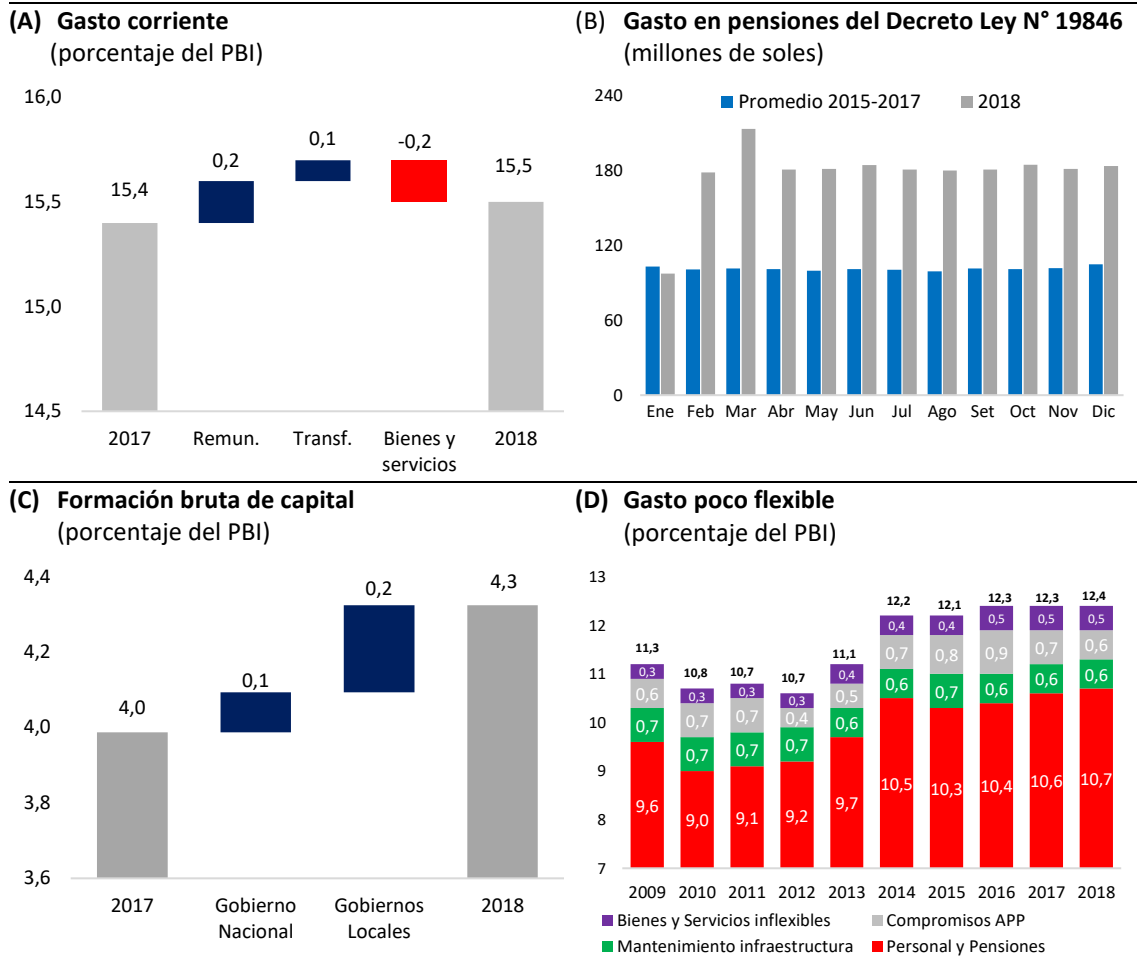 (A) Gasto corriente
(porcentaje del PBI)
16,0
15,5
15,0
14,5
15,4
0,2
0,1
-0,2
15,5
2017
Remun.
Transf.
Bienes y
servicios
2018
(B) Gasto en pensiones del Decreto Ley N° 19846
(millones de soles)
240
180
120
60
0
Promedio 2015-2017
2018
Ene Feb Mar Abr May Jun Jul Ago Set Oct Nov Dic
(C) Formación bruta de capital
(porcentaje del PBI)
4,4
4,2
4,0
3,8
3,6
4,0
0,1
0,2
4,3
2017
Gobierno
Nacional
Gobiernos
Locales
2018
(D) Gasto poco flexible
(porcentaje del PBI)
13
12
11
10
9
8
7
11,3 10,8 10,7 10,7 11,1 12,2 12,1 12,3 12,3 12,4
0,3 0,3 0,3 0,3 0,4 0,4 0,4 0,5 0,5 0,5
0,6 0,7 0,7 0,4 0,5 0,7 0,8 0,9 0,7 0,6
0,7 0,7 0,7 0,7 0,6 0,6 0,7 0,6 0,6 0,6
9,6 9,0 9,1 9,2 9,7 10,5 10,3 10,4 10,6 10,7
2009 2010 2011 2012 2013 2014 2015 2016 2017 2018
Bienes y Servicios inflexibles
Compromisos APP
Mantenimiento infraestructura
Personal y Pensiones